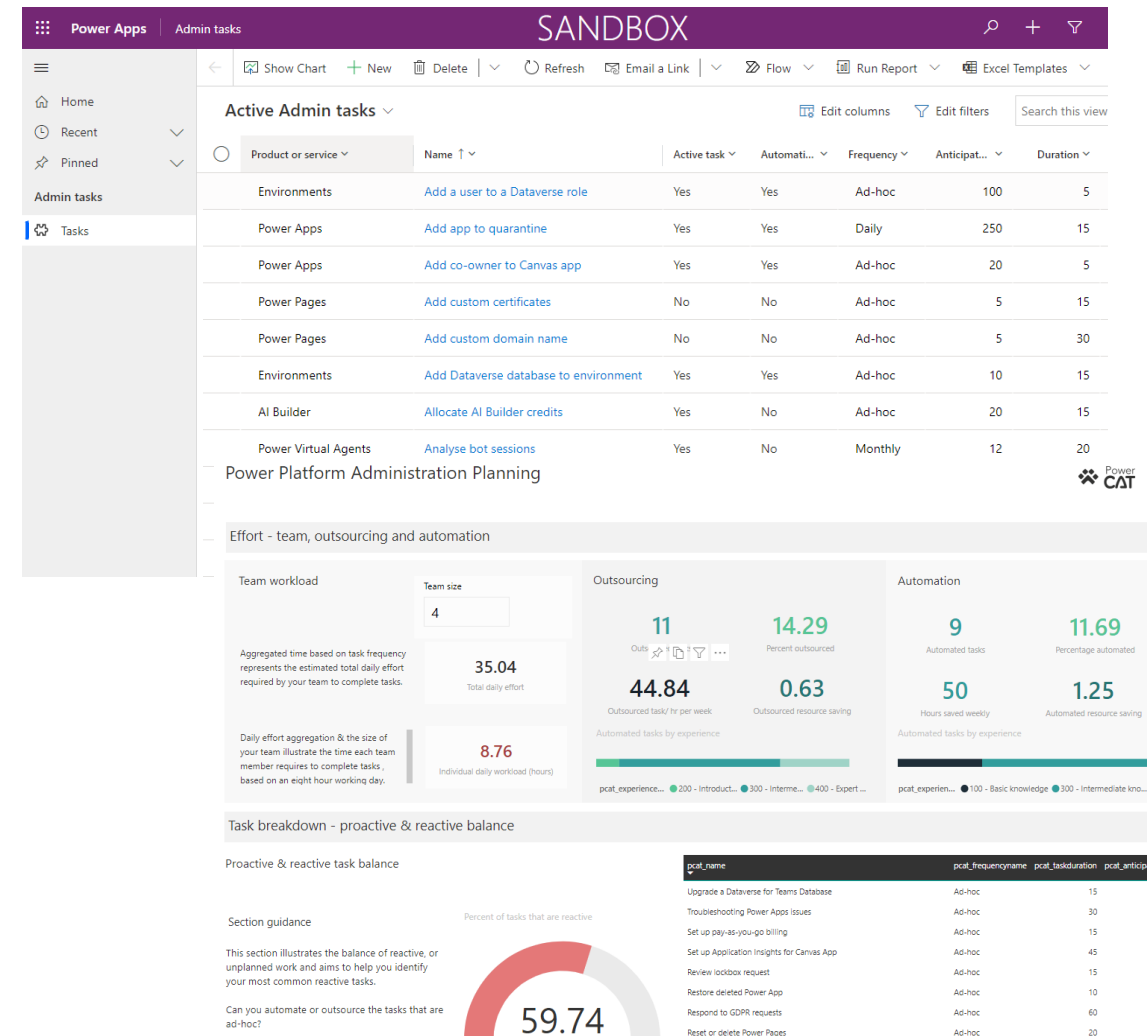 Power Apps Admin tasks SANDBOX
Show Chart New Delete Refresh Email a Link Flow Run Report Excel Templates
Home
Recent
Pinned
Admin tasks
Tasks
Active Admin tasks Edit columns Edit filters Search this view
Product or service Name ↑ Active task Automati... Frequency Anticipat... Duration
Environments Add a user to a Dataverse role Yes Yes Ad-hoc 100 5
Power Apps Add app to quarantine Yes Yes Daily 250 15
Power Apps Add co-owner to Canvas app Yes Yes Ad-hoc 20 5
Power Pages Add custom certificates No No Ad-hoc 5 15
Power Pages Add custom domain name No No Ad-hoc 5 30
Environments Add Dataverse database to environment Yes Yes Ad-hoc 10 15
AI Builder Allocate AI Builder credits Yes No Ad-hoc 20 15
Power Virtual Agents Analyse bot sessions Yes No Monthly 12 20
Power Platform Administration Planning
Power
CAT
Effort - team, outsourcing and automation
Team workload
Team size
4
Aggregated time based on task frequency
represents the estimated total daily effort
required by your team to complete tasks.
35.04
Total daily effort
Daily effort aggregation & the size of
your team illustrate the time each team
member requires to complete tasks ,
based on an eight hour working day.
8.76
Individual daily workload (hours)
Outsourcing
11
14.29
Percent outsourced
44.84
Outsourced task/ hr per week
0.63
Outsourced resource saving
Automated tasks by experience
pcat_experience... 200 - Introduct... 300 - Interme... 400 - Expert ...
Automation
9
Automated tasks
11.69
Percentage automated
50
Hours saved weekly
1.25
Automated resource saving
Automated tasks by experience
pcat_experien... 100 - Basic knowledge 300 - Intermediate kno...
Task breakdown - proactive & reactive balance
Proactive & reactive task balance
Section guidance
This section illustrates the balance of reactive, or
unplanned work and aims to help you identify
your most common reactive tasks.
Can you automate or outsource the tasks that are
ad-hoc?
Percent of tasks that are reactive
59.74
pcat_name pcat_frequencyname pcat_taskduration pcat_anticip
Upgrade a Dataverse for Teams Database Ad-hoc 15
Troubleshooting Power Apps issues Ad-hoc 30
Set up pay-as-you-go billing Ad-hoc 15
Set up Application Insights for Canvas App Ad-hoc 45
Review lockbox request Ad-hoc 15
Restore deleted Power App Ad-hoc 10
Respond to GDPR requests Ad-hoc 60
Reset or delete Power Pages Ad-hoc 20